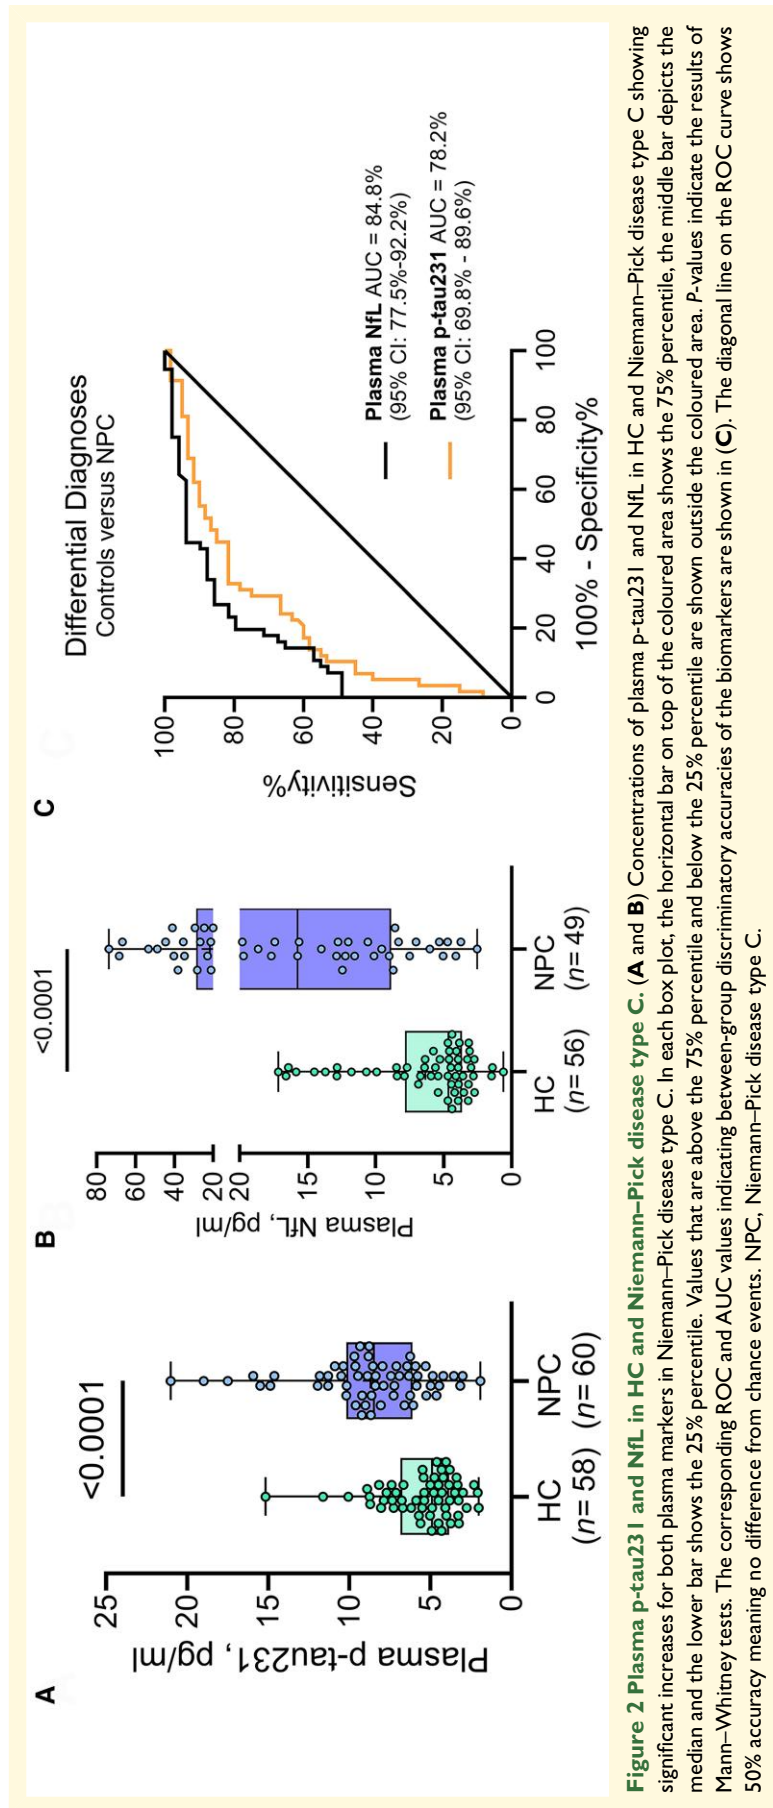 A
<0.0001
Plasma p-tau231, pg/ml
25
20
15
10
5
0
HC
(n= 58)
NPC
(n= 60)
B
<0.0001
Plasma NfL, pg/ml
80
60
40
20
20
15
10
5
0
HC
(n= 56)
NPC
(n= 49)
C
Differential Diagnoses
Controls versus NPC
Sensitivity%
100
80
60
40
20
0
0
20
40
60
80
100
100% - Specificity%
Plasma NfL AUC = 84.8%
(95% CI: 77.5%-92.2%)
Plasma p-tau231 AUC = 78.2%
(95% CI: 69.8% - 89.6%)
Figure 2 Plasma p-tau231 and NfL in HC and Niemann–Pick disease type C. (A and B) Concentrations of plasma p-tau231 and NfL in HC and Niemann–Pick disease type C showing
significant increases for both plasma markers in Niemann–Pick disease type C. In each box plot, the horizontal bar on top of the coloured area shows the 75% percentile, the middle bar depicts the
median and the lower bar shows the 25% percentile. Values that are above the 75% percentile and below the 25% percentile are shown outside the coloured area. P-values indicate the results of
Mann–Whitney tests. The corresponding ROC and AUC values indicating between-group discriminatory accuracies of the biomarkers are shown in (C). The diagonal line on the ROC curve shows
50% accuracy meaning no difference from chance events. NPC, Niemann–Pick disease type C.